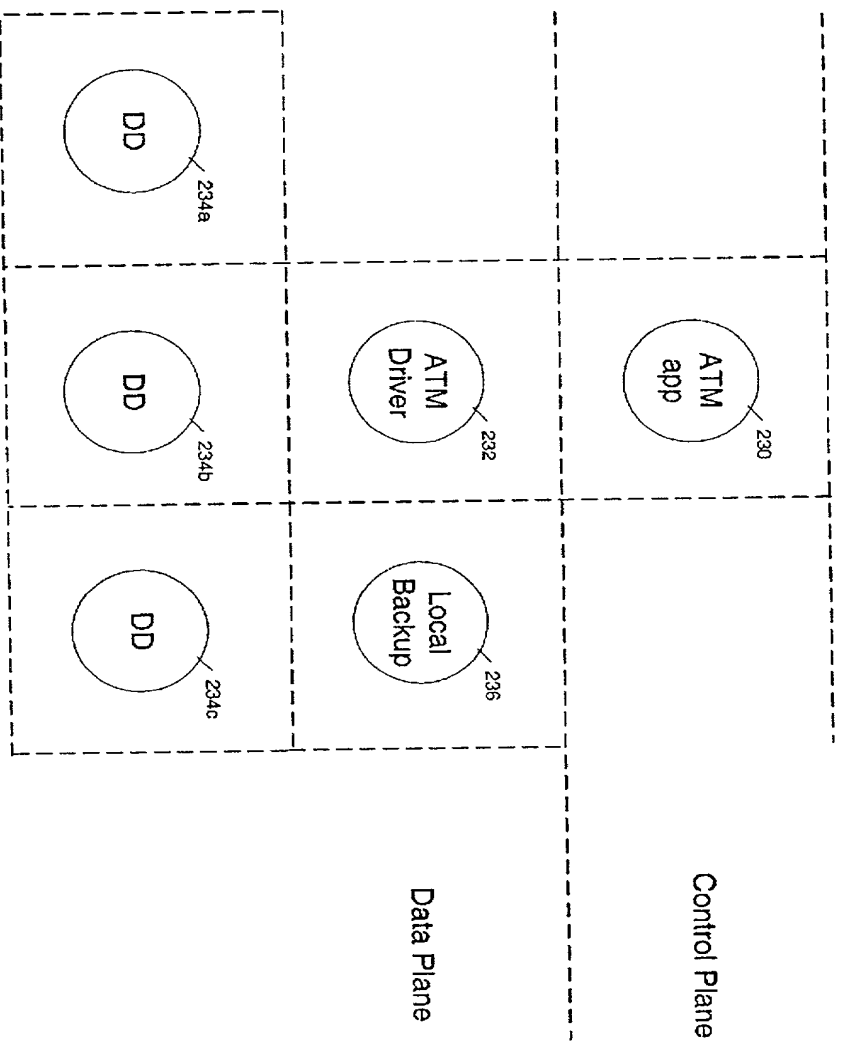 230
ATM
app
Control Plane
232
ATM
Driver
236
Local
Backup
Data Plane
234a
DD
234b
DD
234c
DD